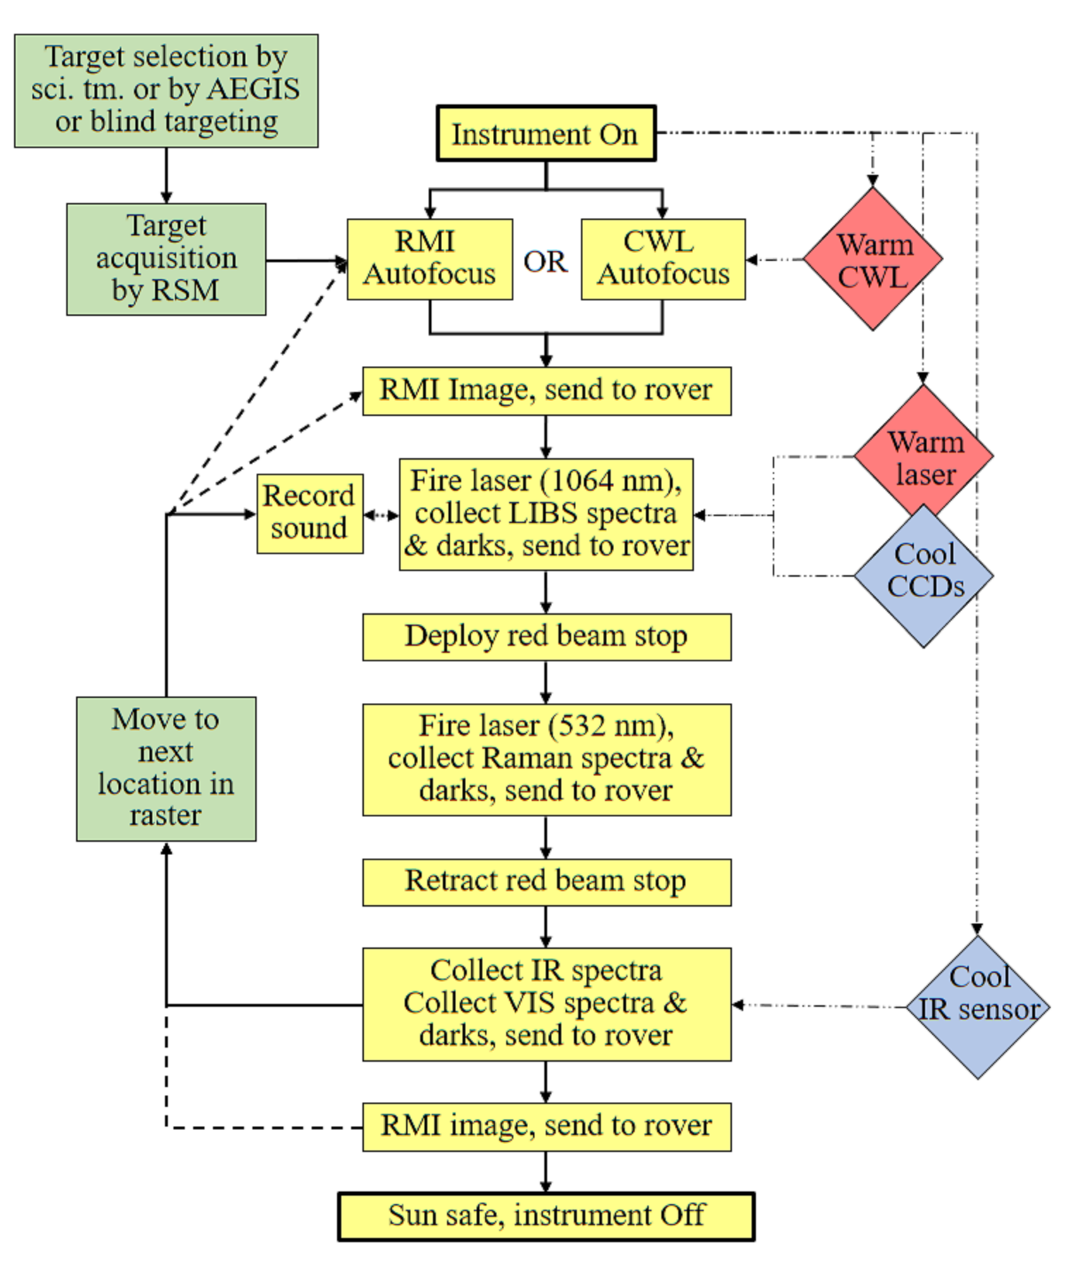 Target selection by
sci. tm. or by AEGIS
or blind targeting
Instrument On
Target
acquisition
by RSM
RMI
Autofocus
OR
CWL
Autofocus
Warm
CWL
RMI Image, send to rover
Record
sound
Fire laser (1064 nm),
collect LIBS spectra
& darks, send to rover
Warm
laser
Cool
CCDs
Deploy red beam stop
Move to
next
location in
raster
Fire laser (532 nm),
collect Raman spectra &
darks, send to rover
Retract red beam stop
Collect IR spectra
Collect VIS spectra &
darks, send to rover
Cool
IR sensor
RMI image, send to rover
Sun safe, instrument Off